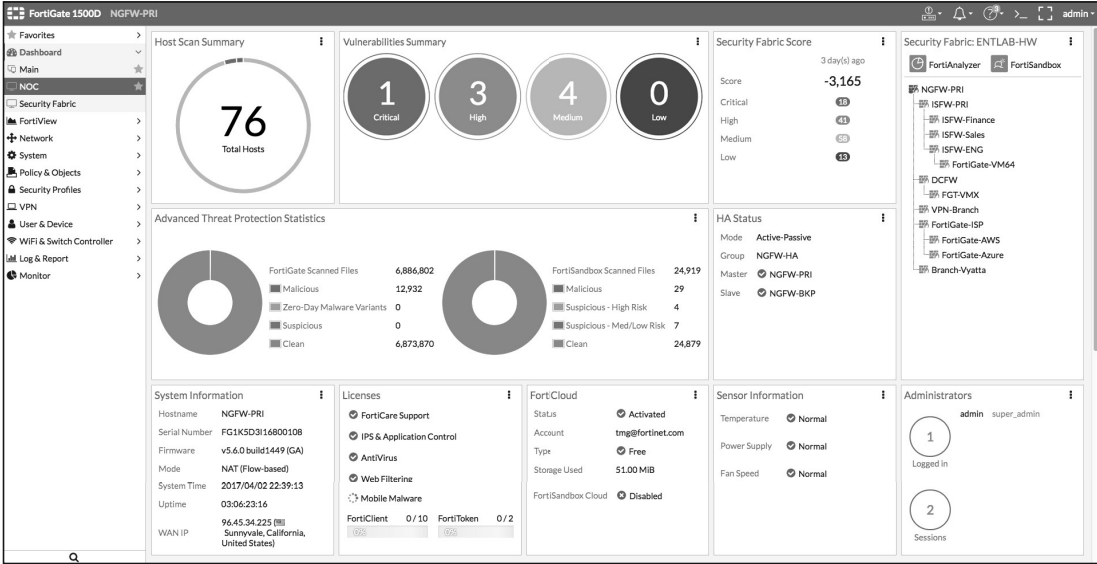 FortiGate 1500D NGFW-PRI
admin
Favorites
Dashboard
Main
NOC
Security Fabric
FortiView
Network
System
Policy & Objects
Security Profiles
VPN
User & Device
WiFi & Switch Controller
Log & Report
Monitor
Host Scan Summary
76
Total Hosts
Vulnerabilities Summary
1
Critical
3
High
4
Medium
0
Low
Security Fabric Score
3 day(s) ago
Score -3,165
Critical 18
High 41
Medium 58
Low 13
Security Fabric: ENTLAB-HW
FortiAnalyzer FortiSandbox
NGFW-PRI
ISFW-PRI
ISFW-Finance
ISFW-Sales
ISFW-ENG
FortiGate-VM64
DCFW
FGT-VMX
VPN-Branch
FortiGate-ISP
FortiGate-AWS
FortiGate-Azure
Branch-Vyatta
Advanced Threat Protection Statistics
FortiGate Scanned Files 6,886,802
Malicious 12,932
Zero-Day Malware Variants 0
Suspicious 0
Clean 6,873,870
FortiSandbox Scanned Files 24,919
Malicious 29
Suspicious - High Risk 4
Suspicious - Med/Low Risk 7
Clean 24,879
HA Status
Mode Active-Passive
Group NGFW-HA
Master NGFW-PRI
Slave NGFW-BKP
System Information
Hostname NGFW-PRI
Serial Number FG1K5D3I16800108
Firmware v5.6.0 build1449 (GA)
Mode NAT (Flow-based)
System Time 2017/04/02 22:39:13
Uptime 03:06:23:16
WAN IP 96.45.34.225 (
Sunnyvale, California,
United States)
Licenses
FortiCare Support
IPS & Application Control
AntiVirus
Web Filtering
Mobile Malware
FortiClient 0/10 FortiToken 0/2
0% 0%
FortiCloud
Status Activated
Account tmg@fortinet.com
Type Free
Storage Used 51.00 MiB
FortiSandbox Cloud Disabled
Sensor Information
Temperature Normal
Power Supply Normal
Fan Speed Normal
Administrators
admin super_admin
1
Logged in
2
Sessions